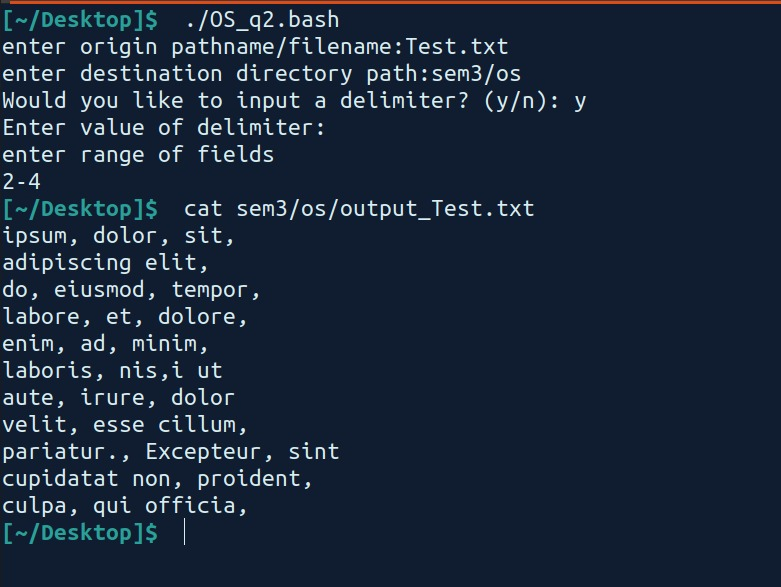 [~/Desktop]$ ./OS_q2.bash
enter origin pathname/filename:Test.txt
enter destination directory path:sem3/os
Would you like to input a delimiter? (y/n): y
Enter value of delimiter:
enter range of fields
2-4
[~/Desktop]$ cat sem3/os/output_Test.txt
ipsum, dolor, sit,
adipiscing elit,
do, eiusmod, tempor,
labore, et, dolore,
enim, ad, minim,
laboris, nis,i ut
aute, irure, dolor
velit, esse cillum,
pariatur., Excepteur, sint
cupidatat non, proident,
culpa, qui officia,
[~/Desktop]$